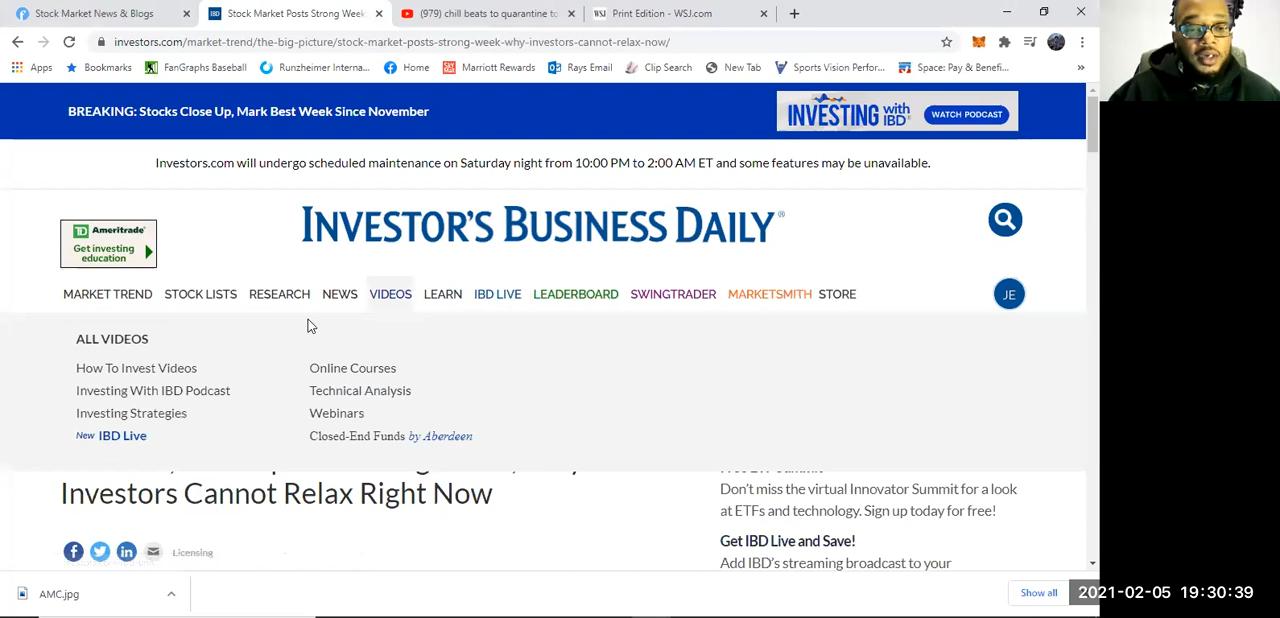 Stock Market News & Blogs
Stock Market Posts Strong Week
(979) chill beats to quarantine to
Print Edition - WSJ.com
investors.com/market-trend/the-big-picture/stock-market-posts-strong-week-why-investors-cannot-relax-now/
Apps Bookmarks FanGraphs Baseball Runzheimer Interna... Home Marriott Rewards Rays Email Clip Search New Tab Sports Vision Perfor... Space: Pay & Benefi... »
BREAKING: Stocks Close Up, Mark Best Week Since November
INVESTING with IBD WATCH PODCAST
Investors.com will undergo scheduled maintenance on Saturday night from 10:00 PM to 2:00 AM ET and some features may be unavailable.
TD Ameritrade
Get investing
education
INVESTOR'S BUSINESS DAILY®
MARKET TREND STOCK LISTS RESEARCH NEWS VIDEOS LEARN IBD LIVE LEADERBOARD SWINGTRADER MARKETSMITH STORE
JE
ALL VIDEOS
How To Invest Videos
Investing With IBD Podcast
Investing Strategies
New IBD Live
Online Courses
Technical Analysis
Webinars
Closed-End Funds by Aberdeen
Investors Cannot Relax Right Now
Licensing
Don't miss the virtual Innovator Summit for a look
at ETFs and technology. Sign up today for free!
Get IBD Live and Save!
Add IBD's streaming broadcast to your
AMC.jpg
Show all
2021-02-05 19:30:39